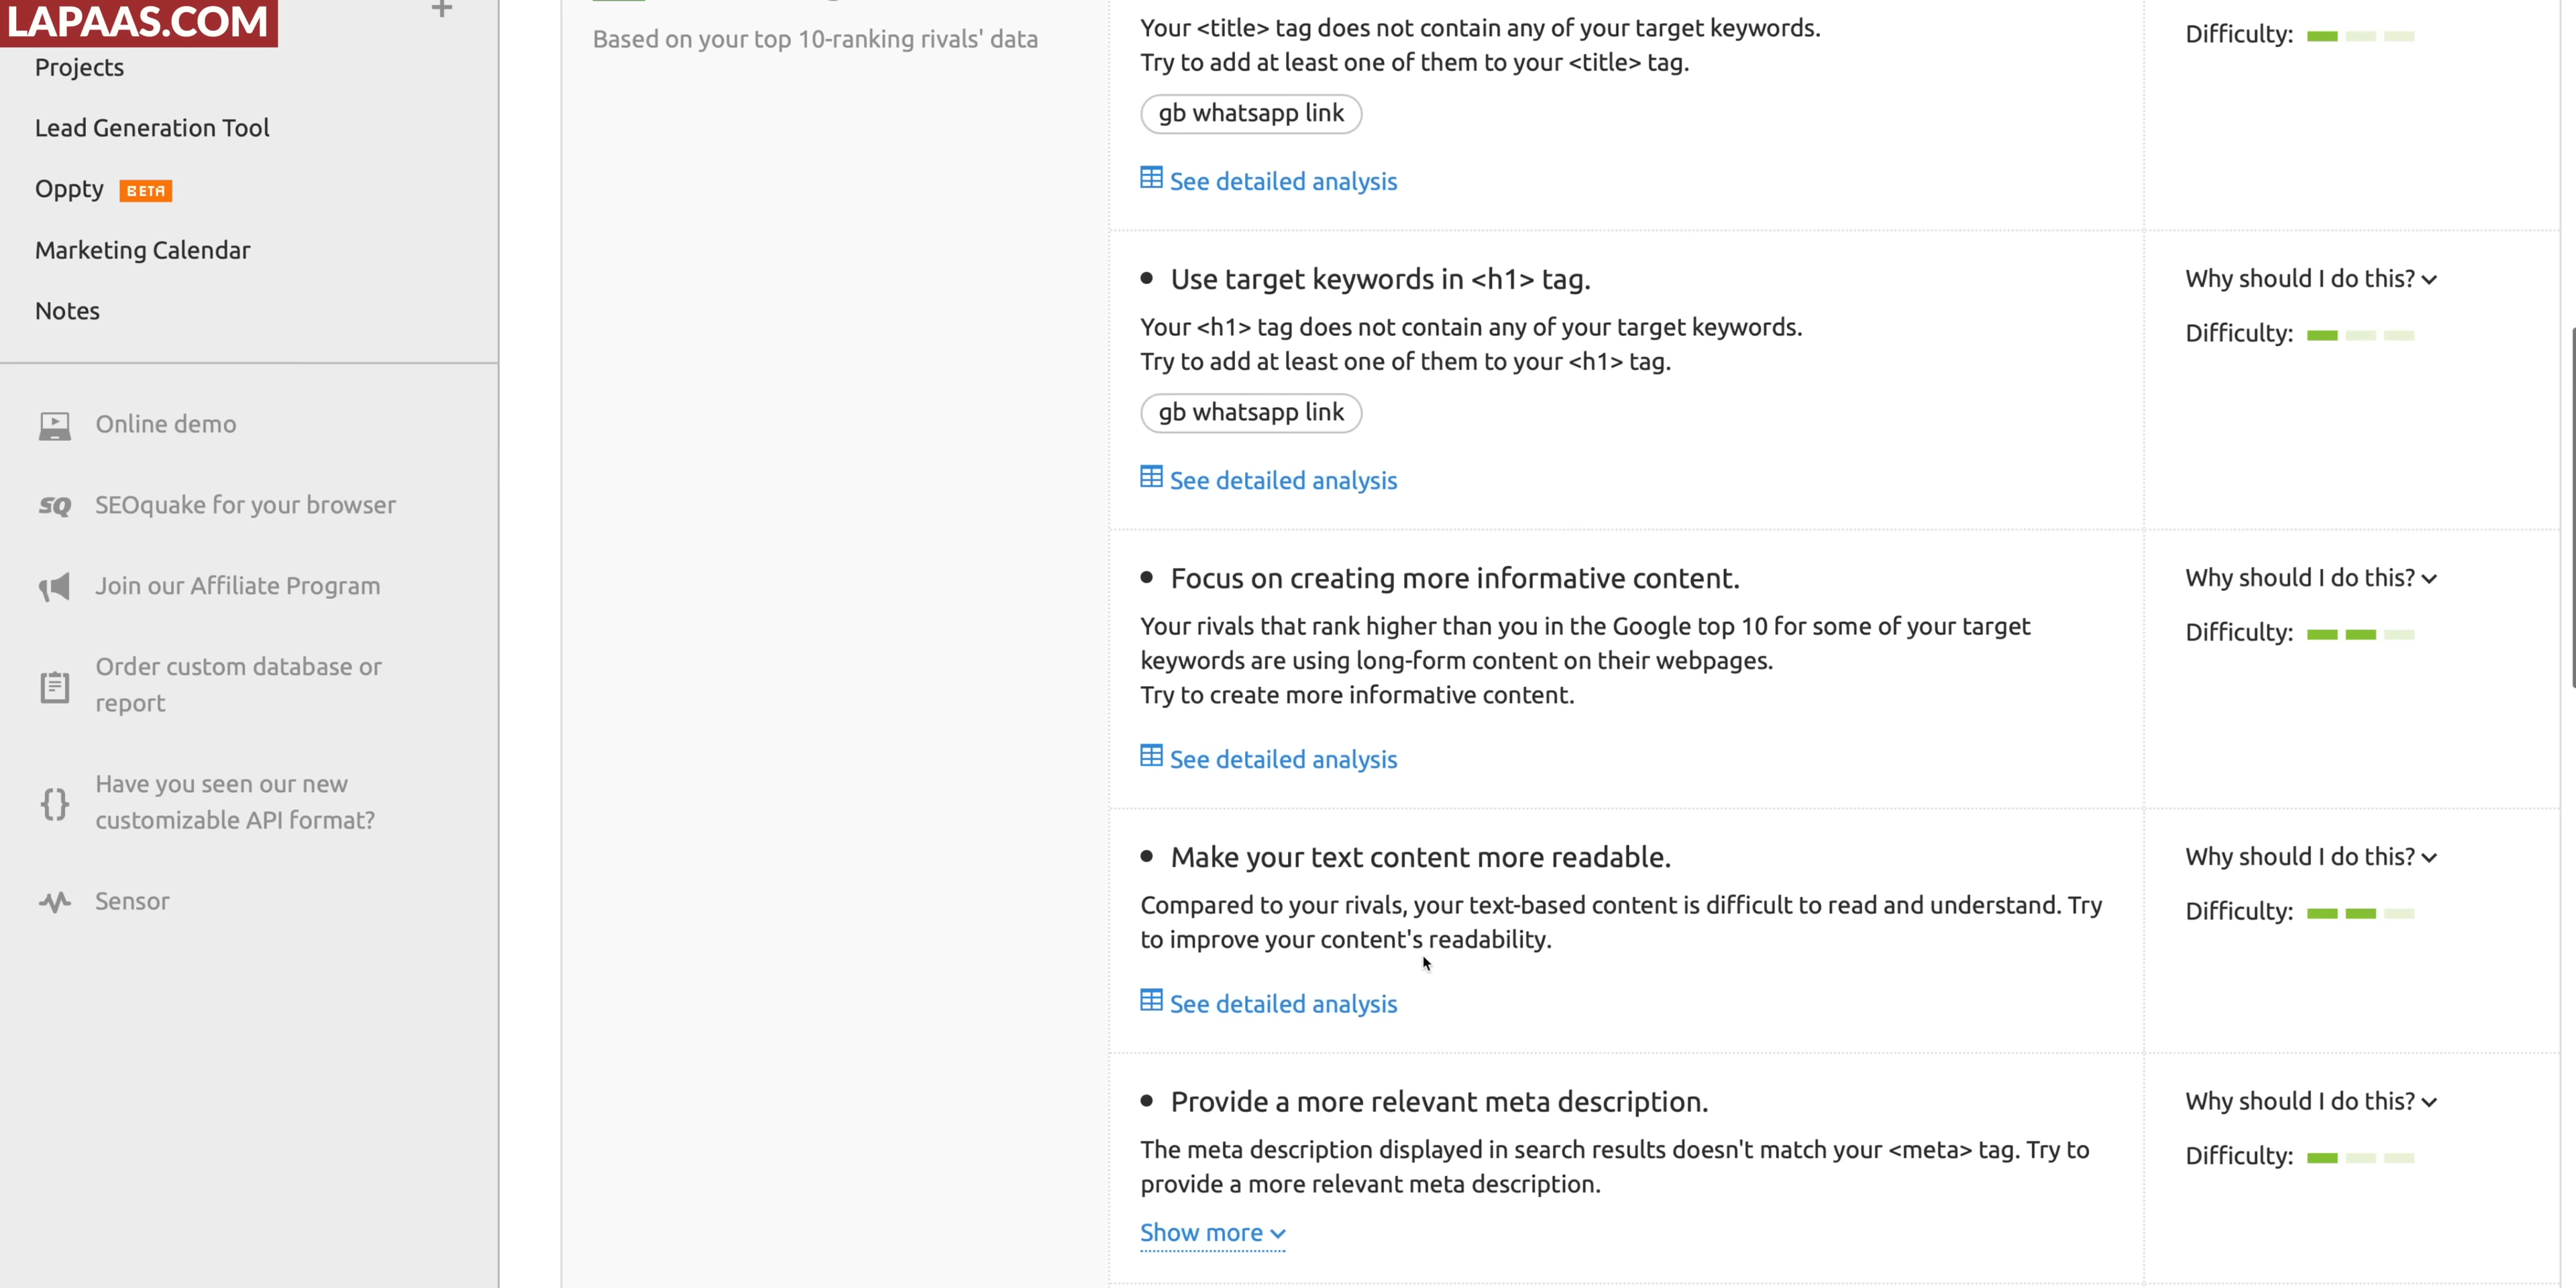 LAPAAS.COM
+
Projects
Lead Generation Tool
Oppty BETA
Marketing Calendar
Notes
Online demo
SQ SEOquake for your browser
Join our Affiliate Program
Order custom database or
report
{} Have you seen our new
customizable API format?
Sensor
Based on your top 10-ranking rivals' data
Your <title> tag does not contain any of your target keywords.
Try to add at least one of them to your <title> tag.
gb whatsapp link
See detailed analysis
Difficulty:
• Use target keywords in <h1> tag.
Your <h1> tag does not contain any of your target keywords.
Try to add at least one of them to your <h1> tag.
gb whatsapp link
See detailed analysis
Why should I do this?
Difficulty:
• Focus on creating more informative content.
Your rivals that rank higher than you in the Google top 10 for some of your target
keywords are using long-form content on their webpages.
Try to create more informative content.
See detailed analysis
Why should I do this?
Difficulty:
• Make your text content more readable.
Compared to your rivals, your text-based content is difficult to read and understand. Try
to improve your content's readability.
See detailed analysis
Why should I do this?
Difficulty:
• Provide a more relevant meta description.
The meta description displayed in search results doesn't match your <meta> tag. Try to
provide a more relevant meta description.
Show more
Why should I do this?
Difficulty: